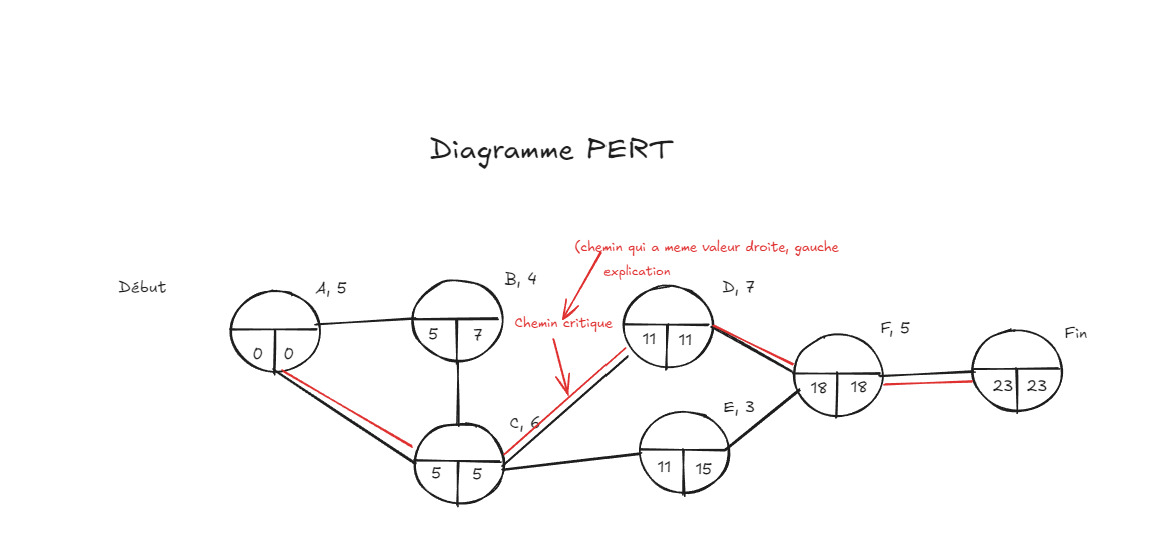 Diagramme PERT
(chemin qui a meme valeur droite, gauche
explication
Chemin critique
Début
A, 5
0 0
B, 4
5 7
C, 6
5 5
D, 7
11 11
E, 3
11 15
F, 5
18 18
Fin
23 23